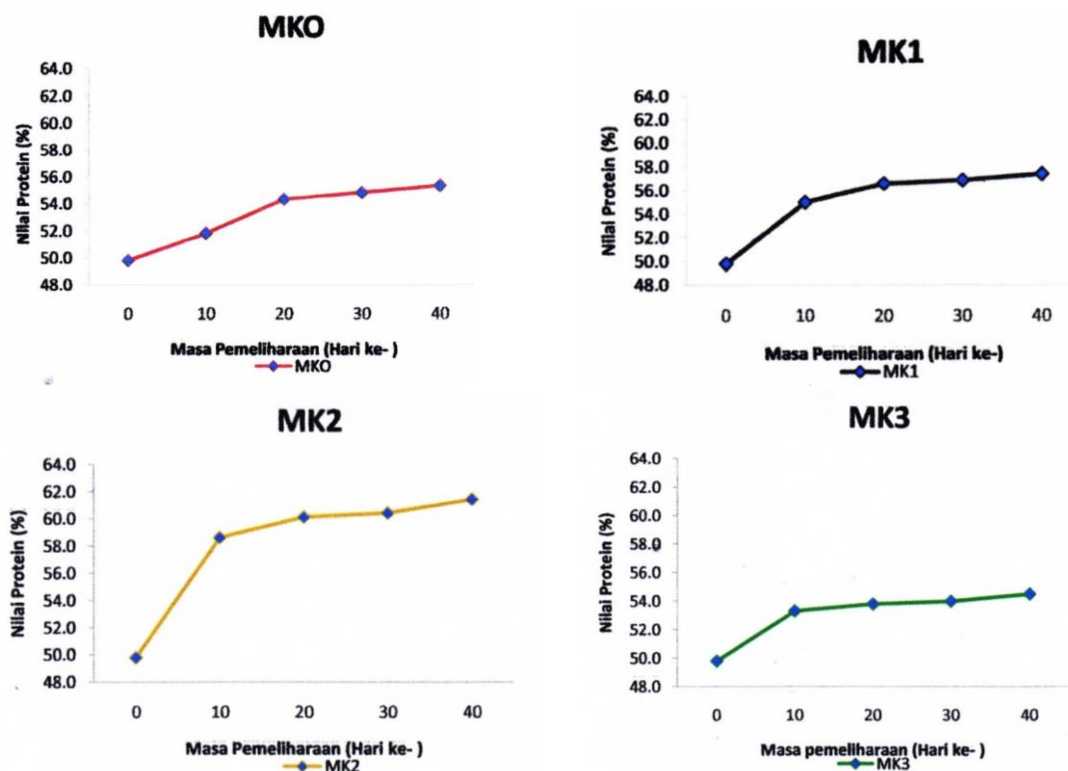 MKO
Nilai Protein (%)
64.0
62.0
60.0
58.0
56.0
54.0
52.0
50.0
48.0
0 10 20 30 40
Masa Pemeliharaan (Hari ke- )
MKO
MK1
Nilai Protein (%)
64.0
62.0
60.0
58.0
56.0
54.0
52.0
50.0
48.0
0 10 20 30 40
Masa Pemeliharaan (Hari ke-)
MK1
MK2
Nilai Protein (%)
64.0
62.0
60.0
58.0
56.0
54.0
52.0
50.0
48.0
0 10 20 30 40
Masa Pemeliharaan (Hari ke- )
MK2
MK3
Nilai Protein (%)
64.0
62.0
60.0
58.0
56.0
54.0
52.0
50.0
48.0
0 10 20 30 40
Masa pemeliharaan (Hari ke- )
MK3